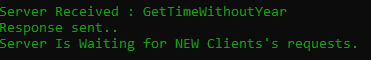 Server Received : GetTimeWithoutYear
Response sent..
Server Is Waiting for NEW Clients's requests.